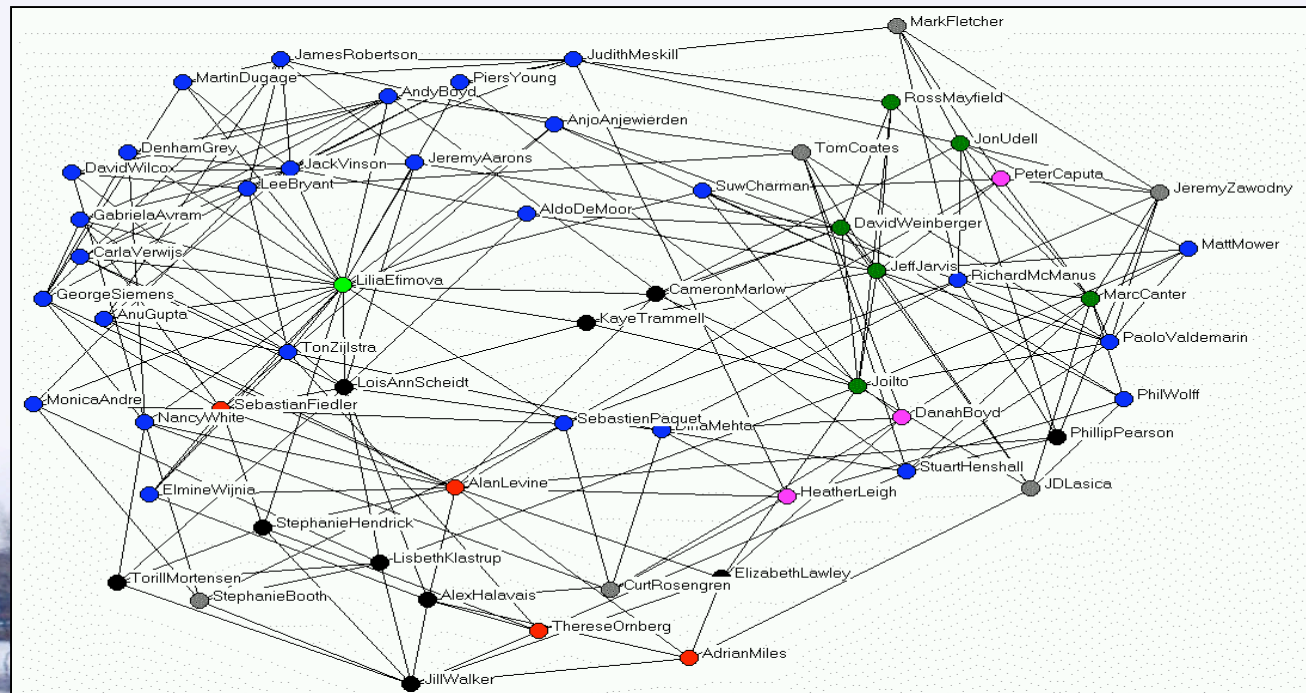 MarkFletcher
JamesRobertson
JudithMeskill
MartinDugage
PiersYoung
AndyBoyd
RossMayfield
AnjoAnjewierden
JonUdell
DenhamGrey
TomCoates
JackVinson
JeremyAarons
DavidWilcox
PeterCaputa
LeeBryant
SuwCharman
JeremyZawodny
GabrielaAvram
AldoDeMoor
DavidWeinberger
MattMower
CarlaVerwijs
JeffJarvis
RichardMcManus
LiliaEfimova
CameronMarlow
GeorgeSiemens
MarcCanter
AnuGupta
KayeTrammell
PaoloValdemarin
TonZijlstra
LoisAnnScheidt
JoiIto
PhilWolff
MonicaAndre
SebastianFiedler
NancyWhite
SebastienPaquet
DinaMehta
DanahBoyd
PhillipPearson
StuartHenshall
AlanLevine
JDLasica
ElmineWijnia
HeatherLeigh
StephanieHendrick
LisbethKlastrup
TorillMortensen
ElizabethLawley
StephanieBooth
CurtRosengren
AlexHalavais
ThereseOrnberg
AdrianMiles
JillWalker